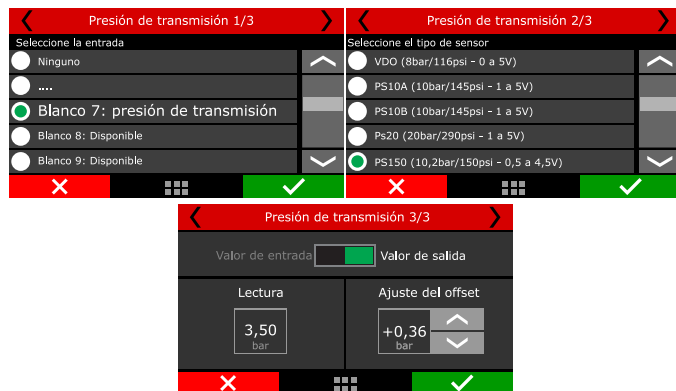 Presión de transmisión 1/3
Seleccione la entrada
Ninguno
....
Blanco 7: presión de transmisión
Blanco 8: Disponible
Blanco 9: Disponible
Presión de transmisión 2/3
Seleccione el tipo de sensor
VDO (8bar/116psi - 0 a 5V)
PS10A (10bar/145psi - 1 a 5V)
PS10B (10bar/145psi - 1 a 5V)
Ps20 (20bar/290psi - 1 a 5V)
PS150 (10,2bar/150psi - 0,5 a 4,5V)
Presión de transmisión 3/3
Valor de entrada Valor de salida
Lectura
3,50
bar
Ajuste del offset
+0,36
bar